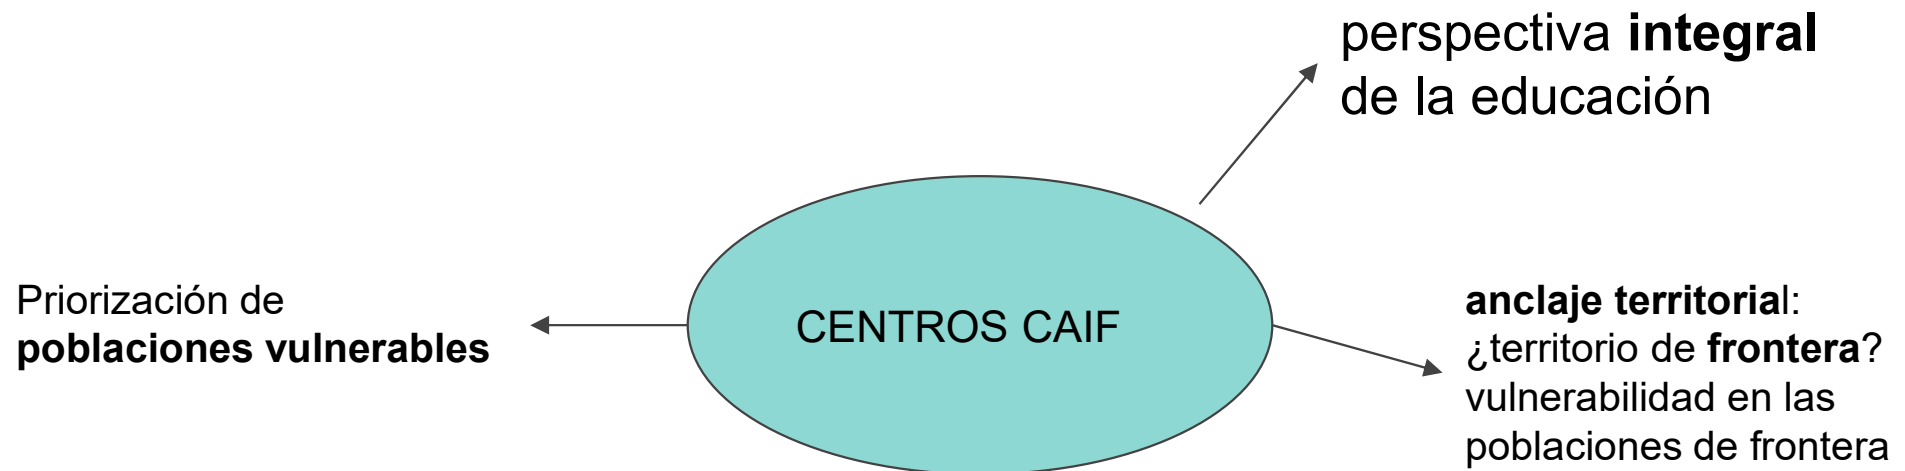 perspectiva integral
de la educación
Priorización de
poblaciones vulnerables
CENTROS CAIF
anclaje territorial:
¿territorio de frontera?
vulnerabilidad en las
poblaciones de frontera